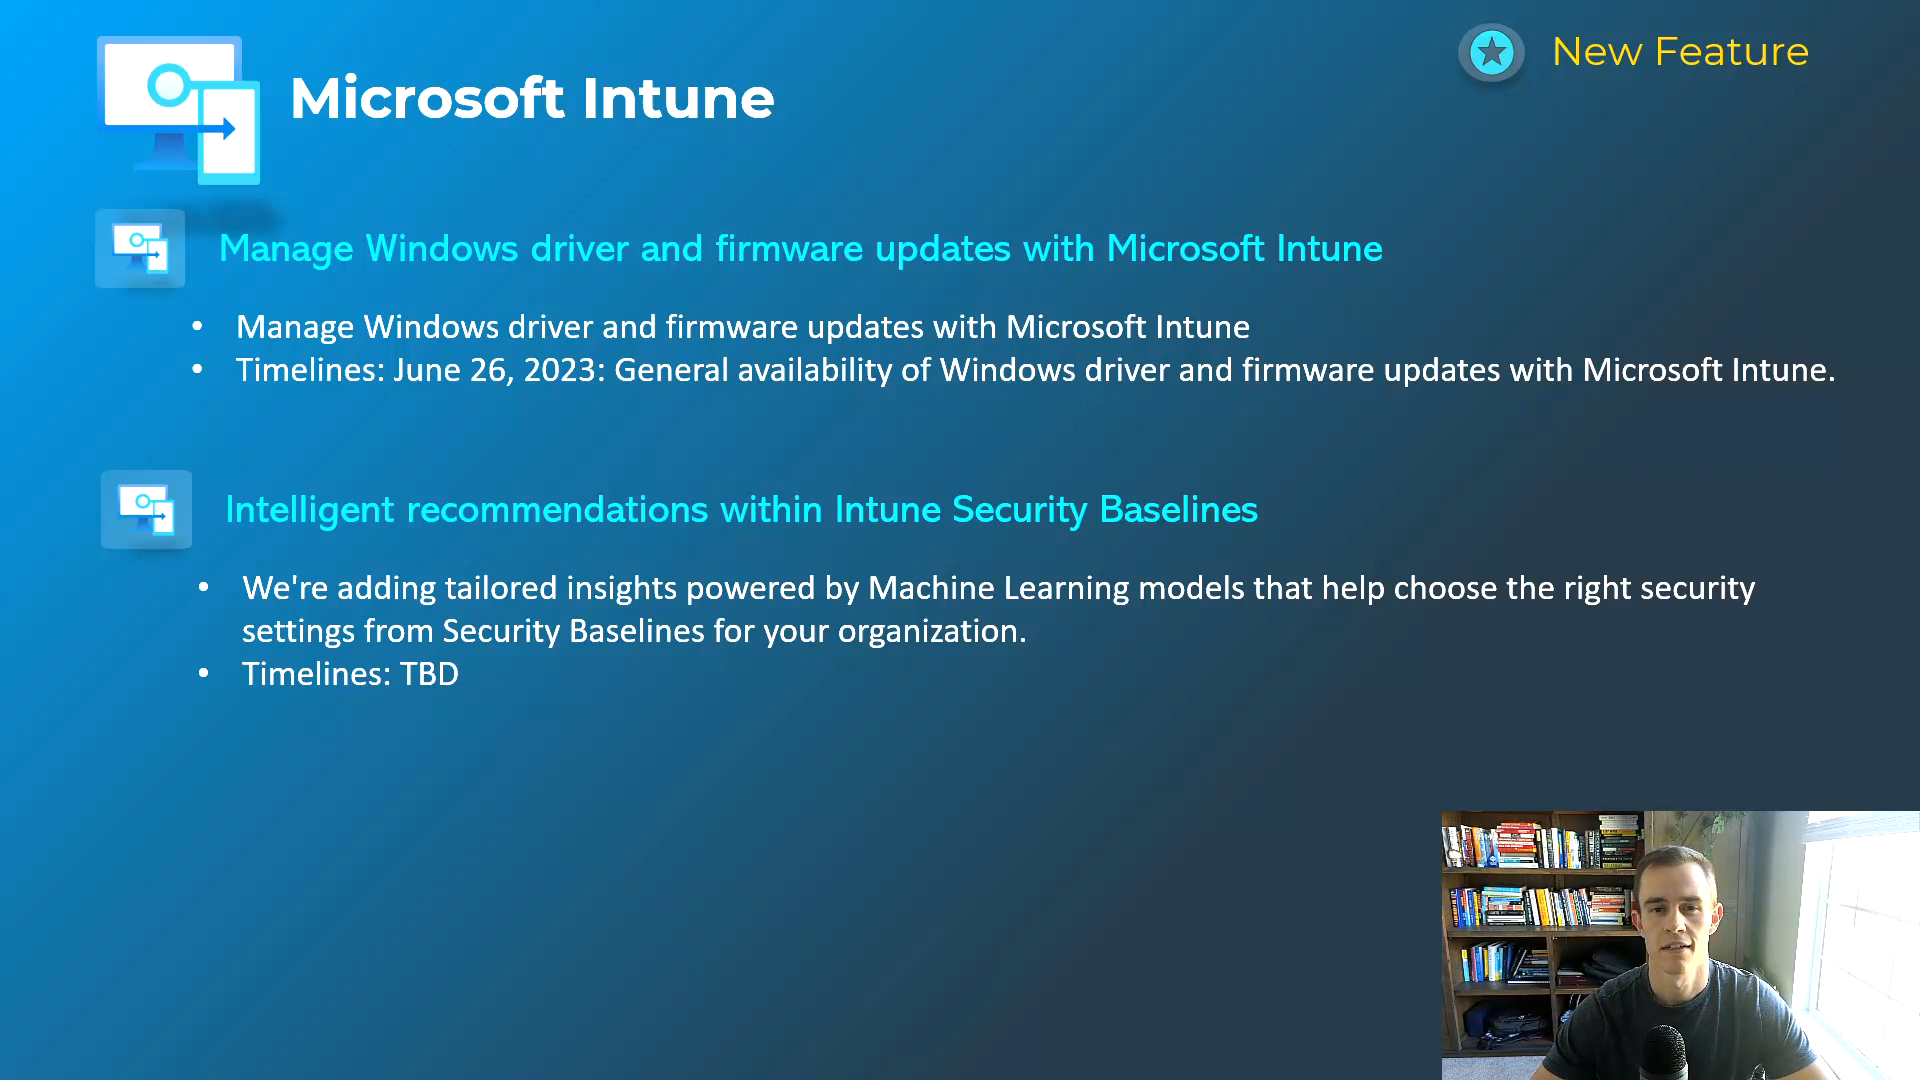 Microsoft Intune
New Feature
Manage Windows driver and firmware updates with Microsoft Intune
• Manage Windows driver and firmware updates with Microsoft Intune
• Timelines: June 26, 2023: General availability of Windows driver and firmware updates with Microsoft Intune.
Intelligent recommendations within Intune Security Baselines
• We're adding tailored insights powered by Machine Learning models that help choose the right security
settings from Security Baselines for your organization.
• Timelines: TBD